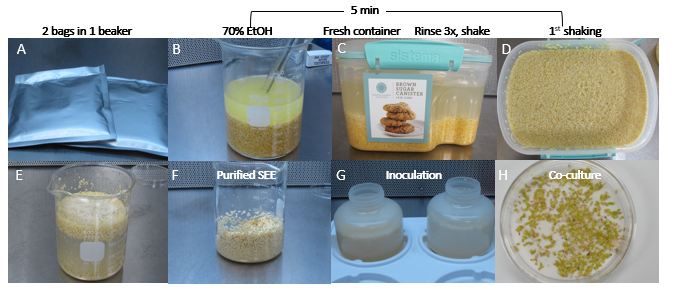 5 min
2 bags in 1 beaker 70% EtOH Fresh container Rinse 3x, shake 1st shaking
A B C D
sistema
BROWN
SUGAR
CANISTER
E F Purified SEE G Inoculation H Co-culture